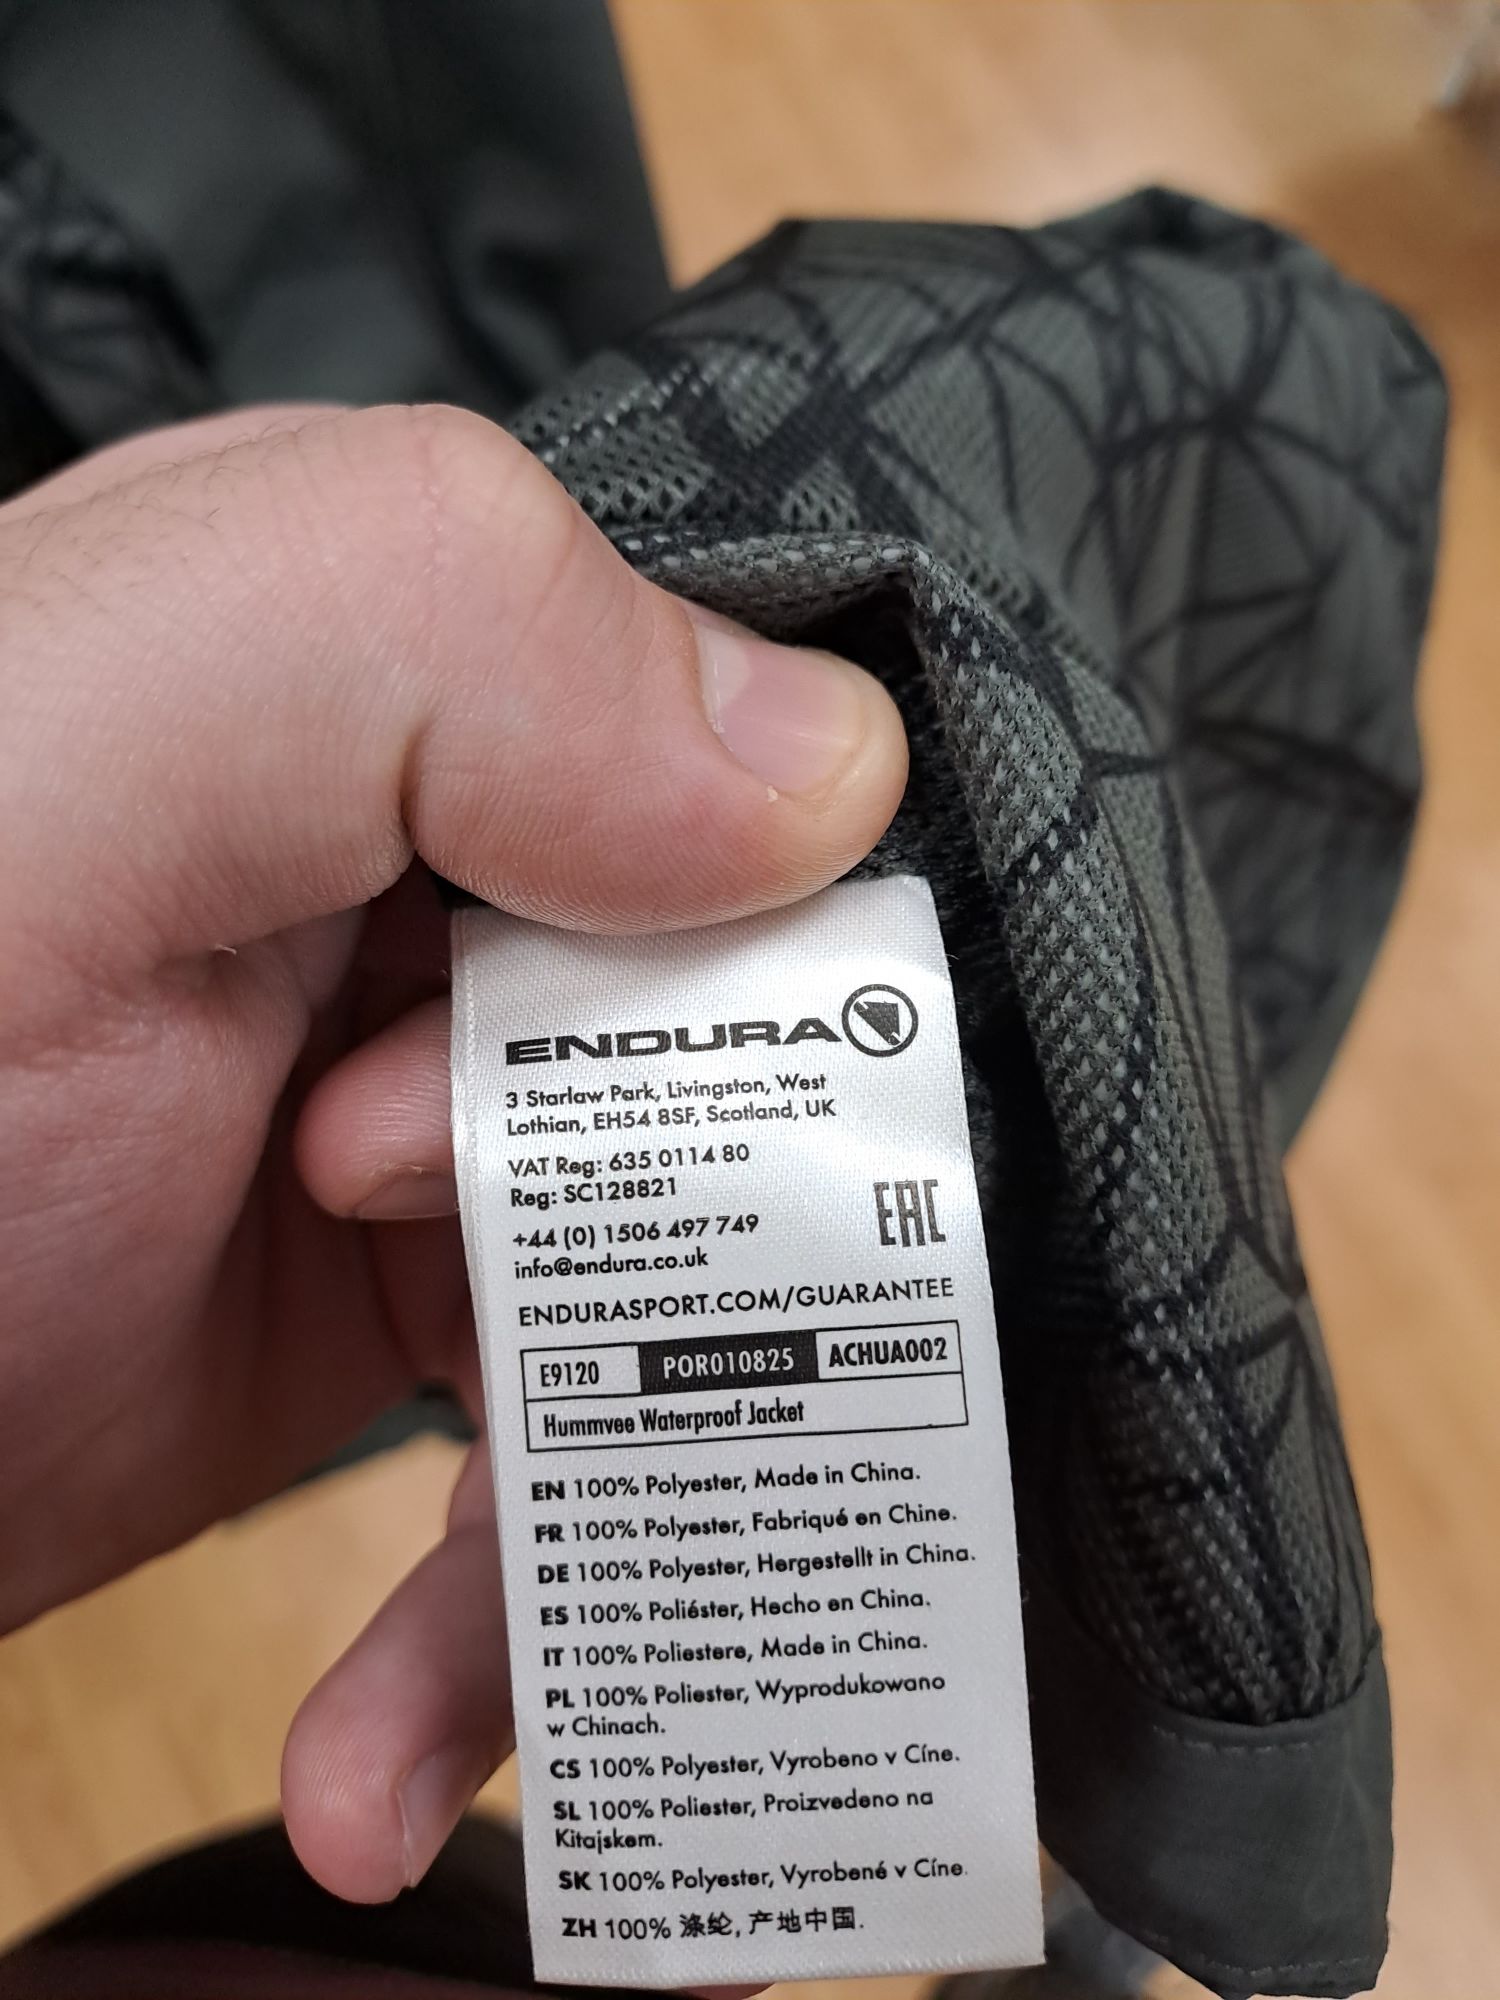 ENDURA
3 Starlaw Park, Livingston, West
Lothian, EH54 8SF, Scotland, UK
VAT Reg: 635 0114 80
Reg: SC128821
EAC
+44 (0) 1506 497 749
info@endura.co.uk
ENDURASPORT.COM/GUARANTEE
E9120 POR010825 ACHUA002
Hummvee Waterproof Jacket
EN 100% Polyester, Made in China.
FR 100% Polyester, Fabriqué en Chine.
DE 100% Polyester, Hergestellt in China.
ES 100% Poliéster, Hecho en China.
IT 100% Poliestere, Made in China.
PL 100% Poliester, Wyprodukowano
w Chinach.
CS 100% Polyester, Vyrobeno v Cíne.
SL 100% Poliester, Proizvedeno na
Kitajskem.
SK 100% Polyester, Vyrobené v Cíne.
ZH 100% 涤纶, 产地中国.